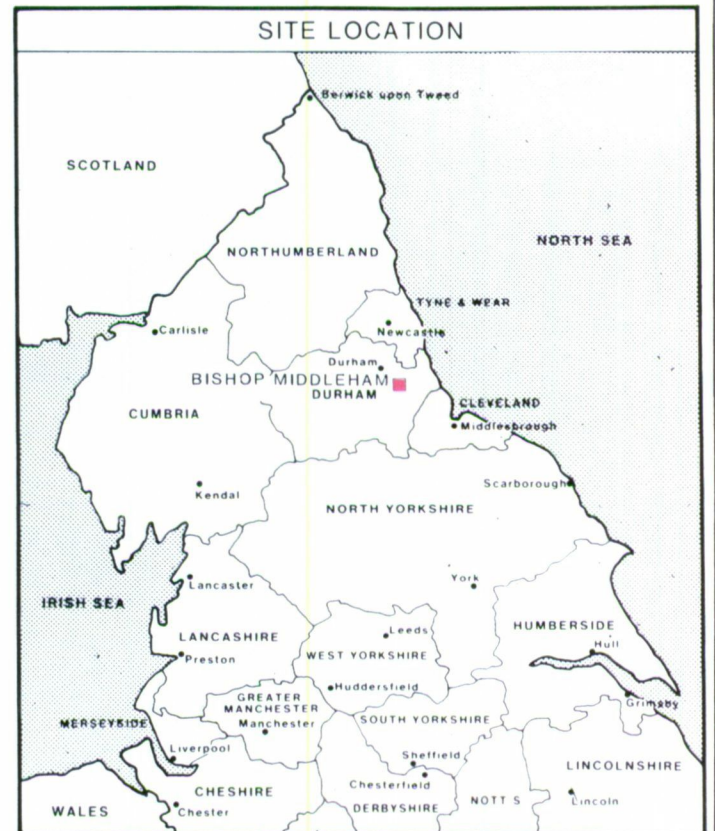 SITE LOCATION
Berwick upon Tweed
SCOTLAND
NORTH SEA
NORTHUMBERLAND
TYNE & WEAR
Carlisle
Newcastle
Durham
BISHOP MIDDLEHAM
DURHAM
CLEVELAND
CUMBRIA
Middlesbrough
Kendal
Scarborough
NORTH YORKSHIRE
York
Lancaster
IRISH SEA
HUMBERSIDE
LANCASHIRE
Leeds
Hull
WEST YORKSHIRE
Preston
Huddersfield
GREATER
MANCHESTER
Grimsby
MERSEYSIDE
Manchester
SOUTH YORKSHIRE
Liverpool
Sheffield
LINCOLNSHIRE
Chesterfield
CHESHIRE
NOTT S
Lincoln
WALES
Chester
DERBYSHIRE